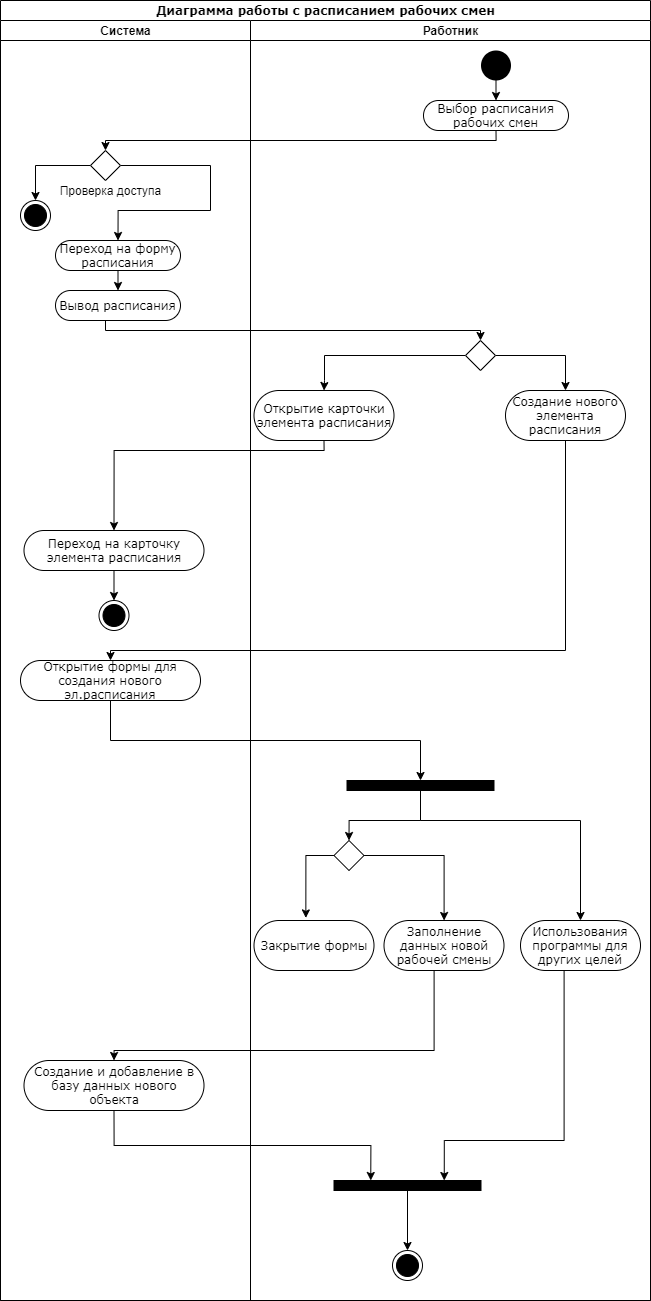 Диаграмма работы с расписанием рабочих смен
Система
Работник
Выбор расписания
рабочих смен
Проверка доступа
Переход на форму
расписания
Вывод расписания
Открытие карточки
элемента расписания
Создание нового
элемента
расписания
Переход на карточку
элемента расписания
Открытие формы для
создания нового
эл.расписания
Закрытие формы
Заполнение
данных новой
рабочей смены
Использования
программы для
других целей
Создание и добавление в
базу данных нового
объекта